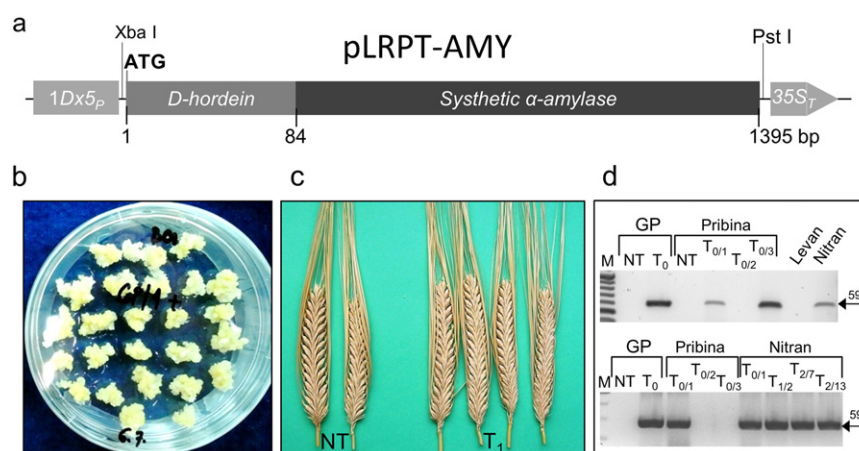 a
pLRPT-AMY
Xba I
Pst I
ATG
1Dx5P
D-hordein
Systhetic α-amylase
35ST
1
84
1395 bp
b
c
d
NT
T1
GP
Pribina
M
NT
T0
NT
T0/1
T0/2
T0/3
Levan
Nitran
59
GP
Pribina
Nitran
M
NT
T0
T0/1
T0/2
T0/3
T0/1
T1/2
T2/7
T2/13
59